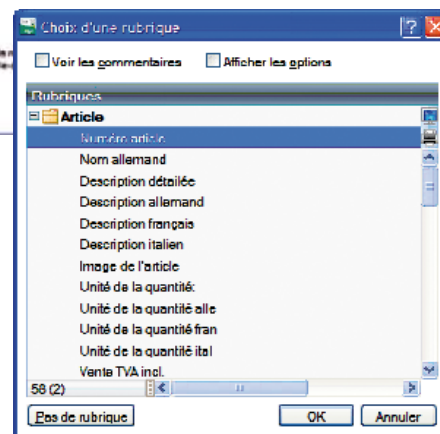 Choix d'une rubrique
Voir les commentaires Afficher les options
Rubriques
Article
Numéro article
Nom allemand
Description détailée
Description allemand
Description français
Description italien
Image de l'article
Unité de la quantité:
Unité de la quantité alle
Unité de la quantité fran
Unité de la quantité ital
Vente TVA incl.
58 (2)
Pas de rubrique OK Annuler